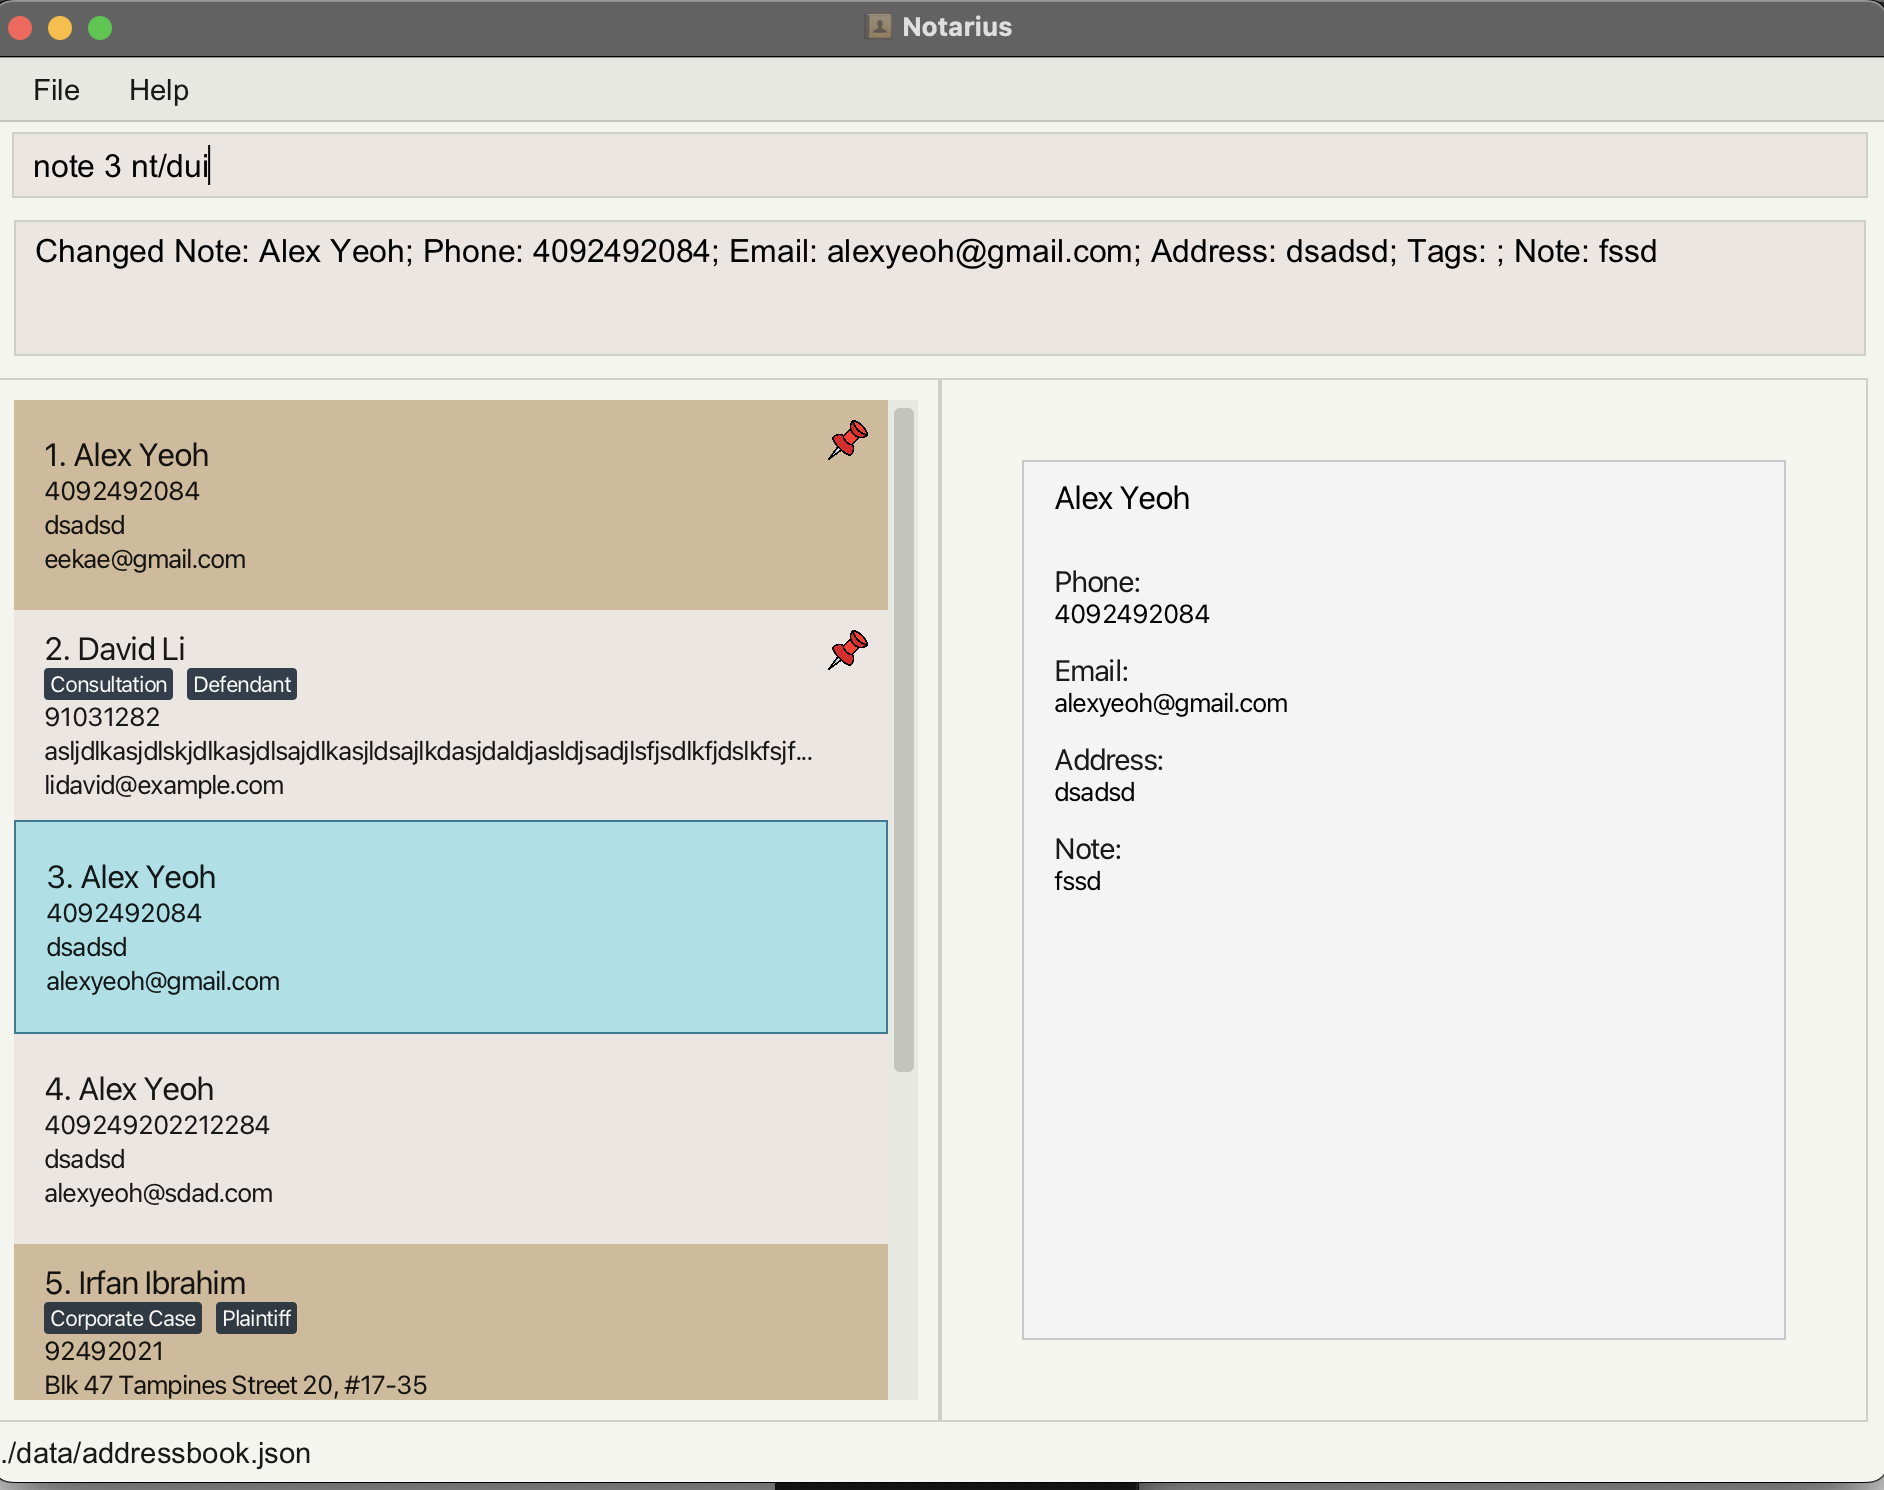 Notarius
File Help
note 3 nt/dui
Changed Note: Alex Yeoh; Phone: 4092492084; Email: alexyeoh@gmail.com; Address: dsadsd; Tags: ; Note: fssd
1. Alex Yeoh
4092492084
dsadsd
eekae@gmail.com
2. David Li
Consultation Defendant
91031282
asljdlkasjdlskjdlkasjdlsajdlkasjldsajlkdasjdaldjasldjsadjlsfjsdlkfjdslkfsjf...
lidavid@example.com
3. Alex Yeoh
4092492084
dsadsd
alexyeoh@gmail.com
4. Alex Yeoh
409249202212284
dsadsd
alexyeoh@sdad.com
5. Irfan Ibrahim
Corporate Case Plaintiff
92492021
Blk 47 Tampines Street 20, #17-35
Alex Yeoh
Phone:
4092492084
Email:
alexyeoh@gmail.com
Address:
dsadsd
Note:
fssd
./data/addressbook.json